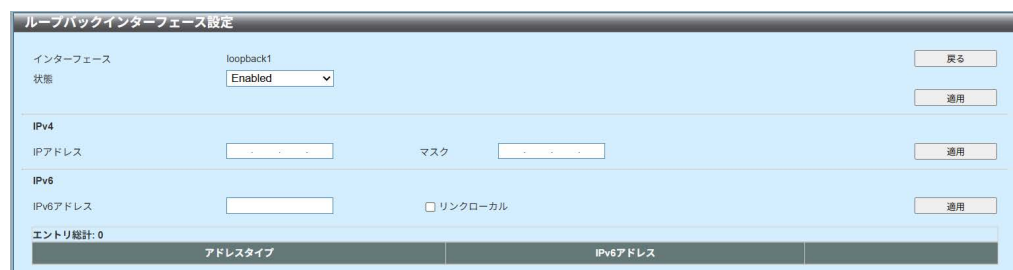 ループバックインターフェース設定
インターフェース loopback1 戻る
状態 Enabled
適用
IPv4
IPアドレス . . . マスク . . . 適用
IPv6
IPv6アドレス リンクローカル 適用
エントリ総計: 0
アドレスタイプ IPv6アドレス